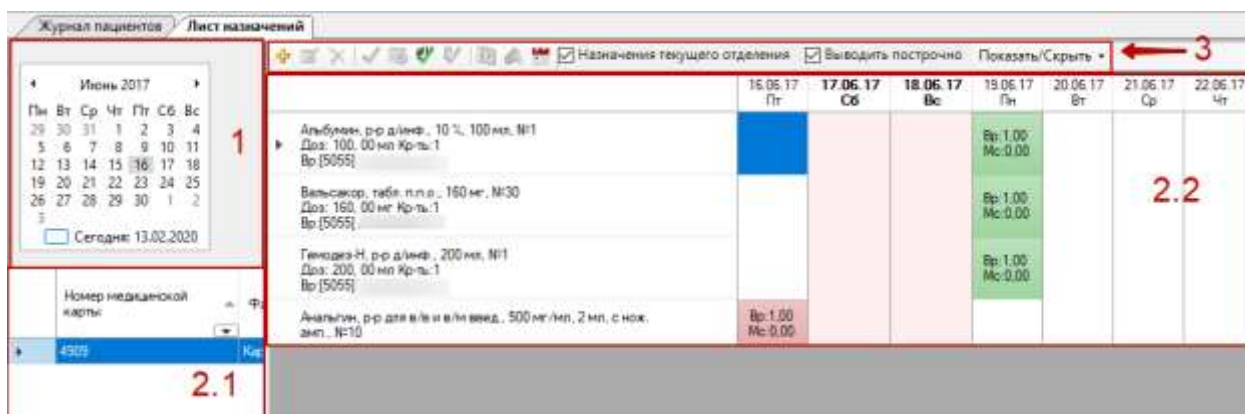 Журнал пациентов Лист назначений
Назначения текущего отделения Выводить построчно Показать/Скрыть 3
Июнь 2017
Пн Вт Ср Чт Пт Сб Вс
29 30 31 1 2 3 4
5 6 7 8 9 10 11
12 13 14 15 16 17 18
19 20 21 22 23 24 25
26 27 28 29 30 1 2
3
Сегодня: 13.02.2020
1
16.06.17 17.06.17 18.06.17 19.06.17 20.06.17 21.06.17 22.06.17
Пт Сб Вс Пн Вт Ср Чт
Альбумин, р-р д/инф., 10 %, 100 мл, №1
Доз: 100, 00 мл Кр-ть:1
Вр:[5055]
Вр:1,00
Мс:0,00
Вальсакор, табл. п.п.о., 160 мг, №30
Доз: 160, 00 мг Кр-ть:1
Вр:[5055]
Вр:1,00
Мс:0,00
2.2
Гемодез-Н, р-р д/инф., 200 мл, №1
Доз: 200, 00 мл Кр-ть:1
Вр:[5055]
Вр:1,00
Мс:0,00
Анальгин, р-р для в/в и в/м введ., 500 мг/мл, 2 мл, с нож.
амп., №10
Вр:1,00
Мс:0,00
Номер медицинской
карты
4909
2.1